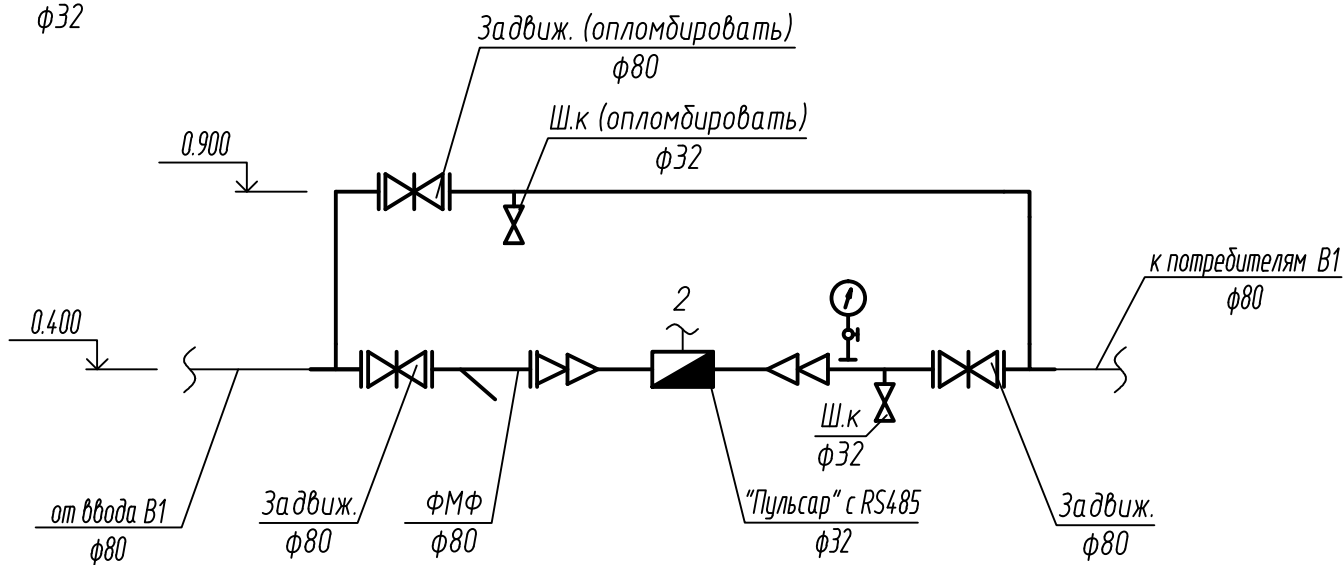 ф32
Задвиж. (опломбировать)
ф80
Ш.к (опломбировать)
ф32
0.900
к потребителям В1
ф80
2
0.400
Ш.к
ф32
от ввода В1
ф80
Задвиж.
ф80
ФМФ
ф80
"Пульсар" с RS485
ф32
Задвиж.
ф80